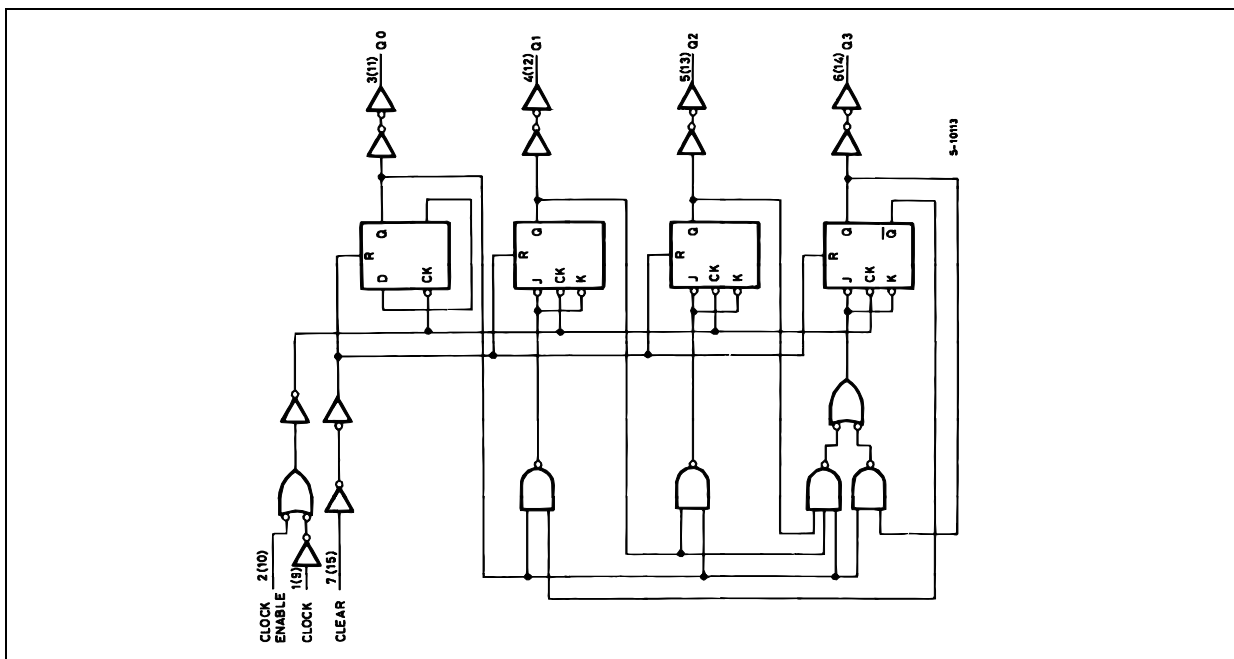 3(11) Q0
4(12) Q1
5(13) Q2
6(14) Q3
S-10113
Q
R
D
CK
Q
R
J
CK
K
Q
R
J
CK
K
Q
Q̅
R
J
CK
K
CLOCK ENABLE 2(10)
CLOCK 1(9)
CLEAR 7(15)